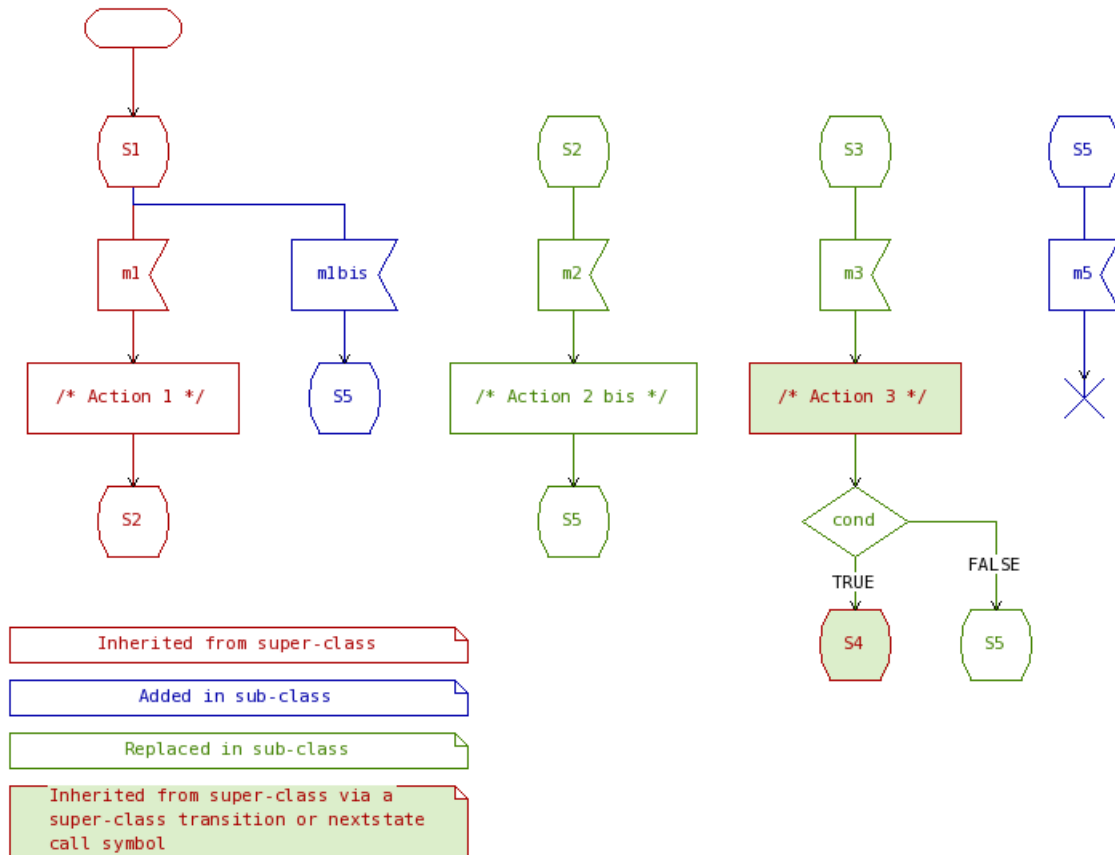 S1
S2
S3
S5
m1
m1bis
m2
m3
m5
/* Action 1 */
S5
/* Action 2 bis */
/* Action 3 */
S2
S5
cond
TRUE
FALSE
S4
S5
Inherited from super-class
Added in sub-class
Replaced in sub-class
Inherited from super-class via a
super-class transition or nextstate
call symbol